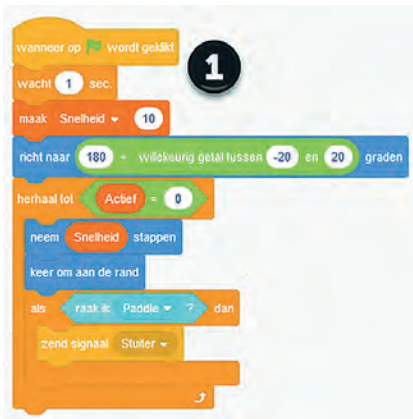 wanneer op wordt geklikt
1
wacht 1 sec.
maak Snelheid 10
richt naar 180 + willekeurig getal tussen -20 en 20 graden
herhaal tot Actief = 0
neem Snelheid stappen
keer om aan de rand
als raak ik Paddle ? dan
zend signaal Stuiter